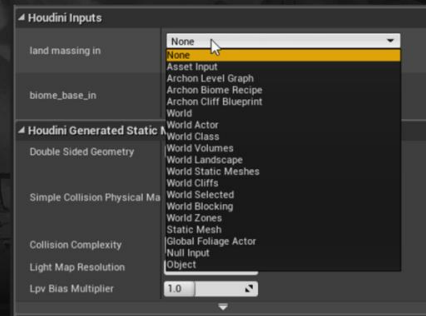 Houdini Inputs
land massing in
None
None
Asset Input
Archon Level Graph
Archon Biome Recipe
Archon Cliff Blueprint
biome_base_in
World
World Actor
World Class
World Volumes
World Landscape
World Static Meshes
World Cliffs
World Selected
World Blocking
World Zones
Static Mesh
Global Foliage Actor
Null Input
Object
Houdini Generated Static M
Double Sided Geometry
Simple Collision Physical Ma
Collision Complexity
Light Map Resolution
Lpv Bias Multiplier
1.0